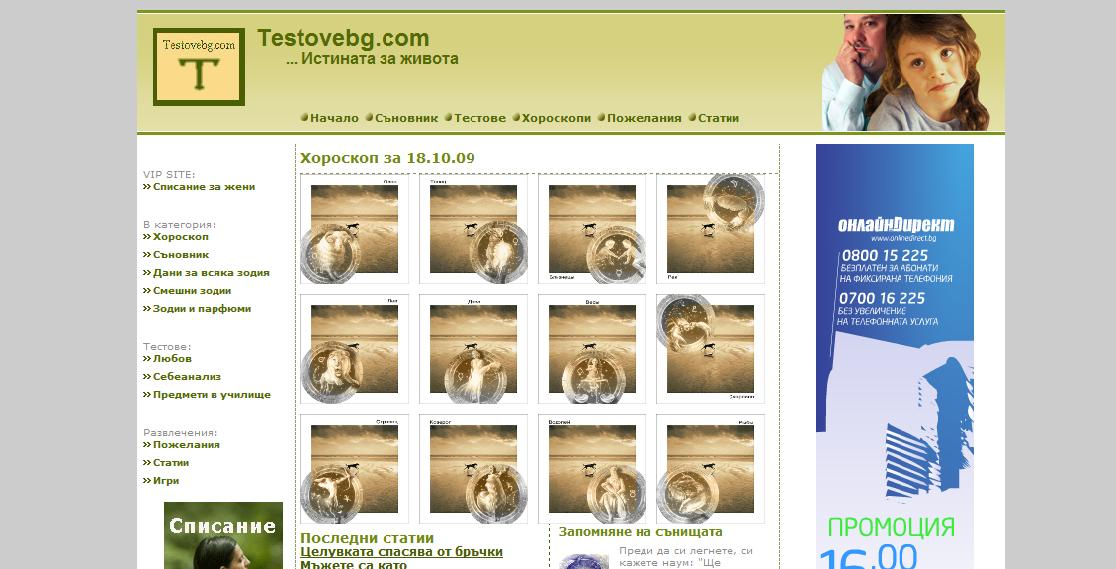 Testovebg.com
T
Testovebg.com
... Истината за живота
Начало Съновник Тестове Хороскопи Пожелания Статии
VIP SITE:
Списание за жени
В категория:
Хороскоп
Съновник
Дани за всяка зодия
Смешни зодии
Зодии и парфюми
Тестове:
Любов
Себеанализ
Предмети в училище
Развлечения:
Пожелания
Статии
Игри
Списание
Хороскоп за 18.10.09
Близнаци
Рак
Лъв
Дева
Везни
Козирог
Водолей
Риби
Последни статии
Целувката спасява от бръчки
Мъжете са като
Запомняне на сънищата
Преди да си легнете, си
кажете наум: "Ще
онлайнДирект
www.onlinedirect.bg
0800 15 225
БЕЗПЛАТЕН ЗА АБОНАТИ
НА ФИКСИРАНА ТЕЛЕФОНИЯ
0700 16 225
БЕЗ УВЕЛИЧЕНИЕ
НА ТЕЛЕФОННАТА УСЛУГА
ПРОМОЦИЯ
16,00